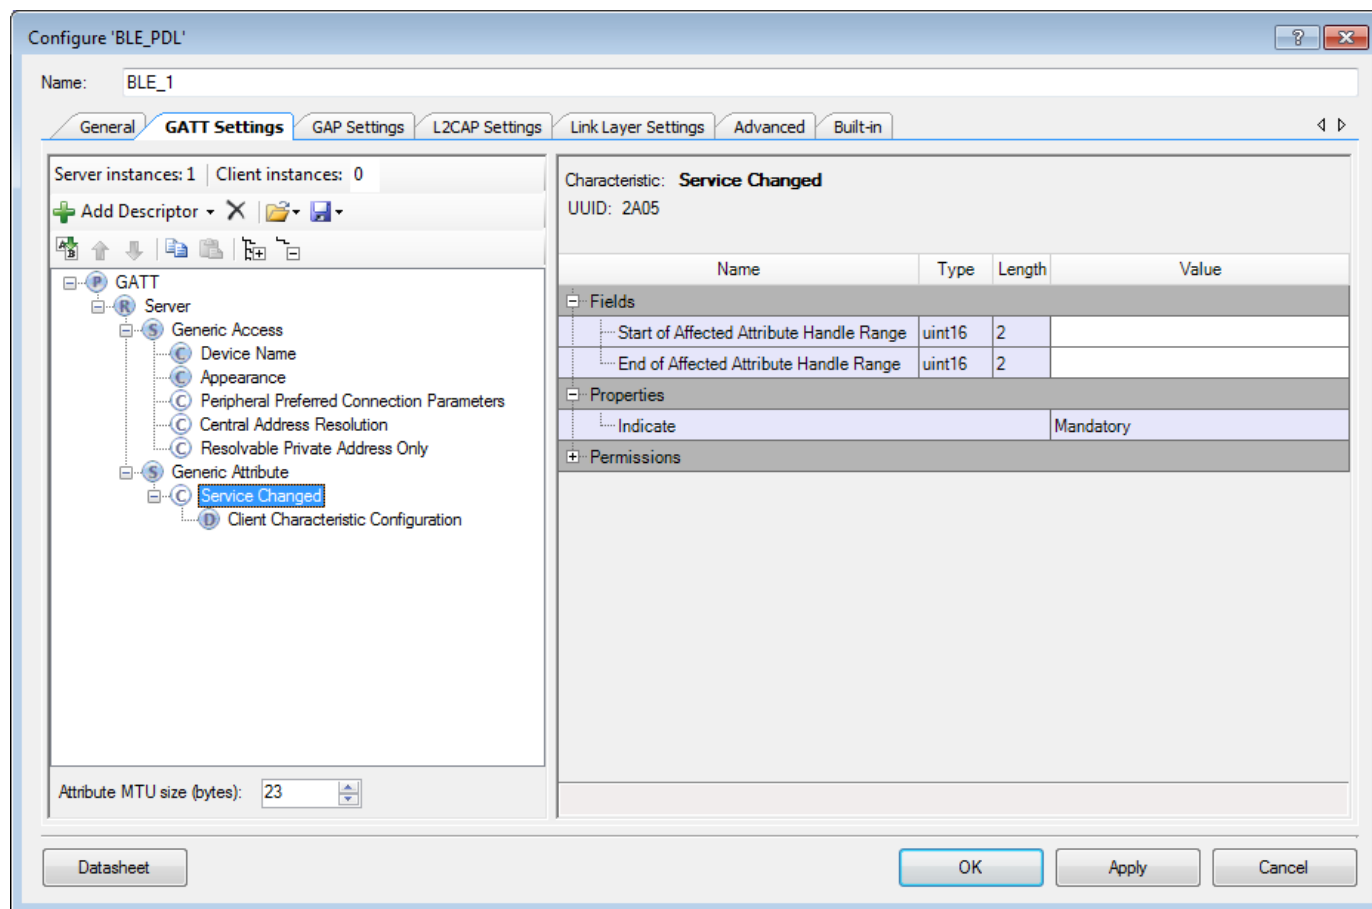 Configure 'BLE_PDL'
Name: BLE_1
General GATT Settings GAP Settings L2CAP Settings Link Layer Settings Advanced Built-in
Server instances: 1 Client instances: 0
Add Descriptor
GATT
Server
Generic Access
Device Name
Appearance
Peripheral Preferred Connection Parameters
Central Address Resolution
Resolvable Private Address Only
Generic Attribute
Service Changed
Client Characteristic Configuration
Attribute MTU size (bytes): 23
Characteristic: Service Changed
UUID: 2A05
Name Type Length Value
Fields
Start of Affected Attribute Handle Range uint16 2
End of Affected Attribute Handle Range uint16 2
Properties
Indicate Mandatory
Permissions
Datasheet OK Apply Cancel